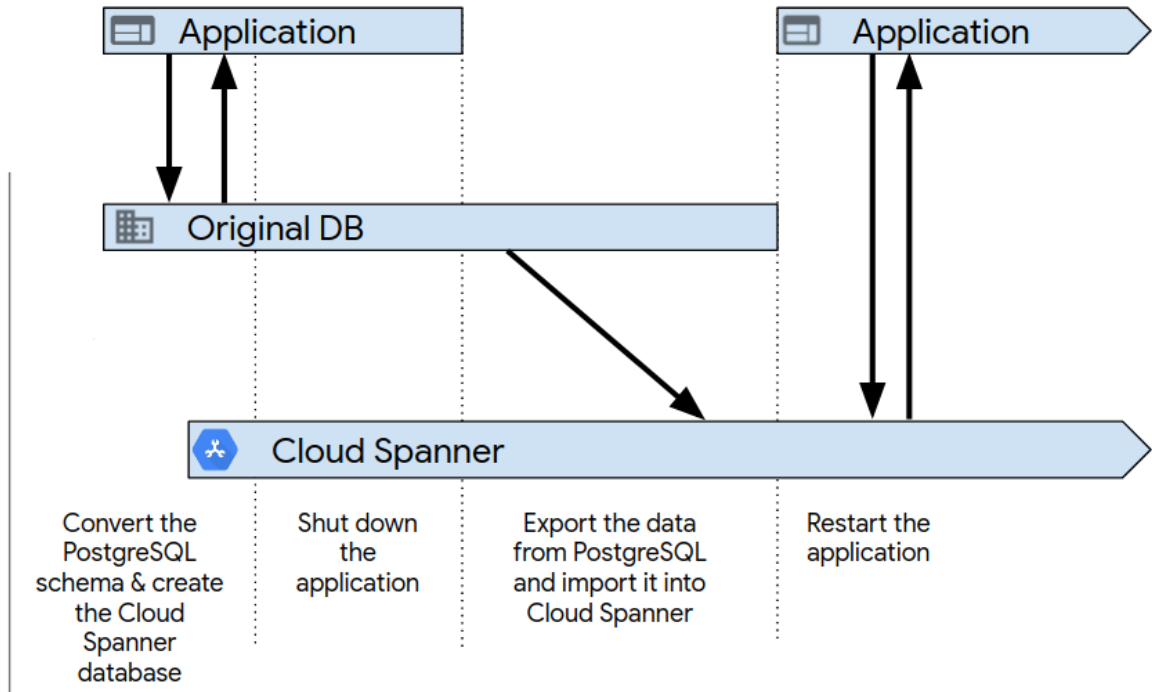 Application
Application
Original DB
Cloud Spanner
Convert the
PostgreSQL
schema & create
the Cloud
Spanner
database
Shut down
the
application
Export the data
from PostgreSQL
and import it into
Cloud Spanner
Restart the
application